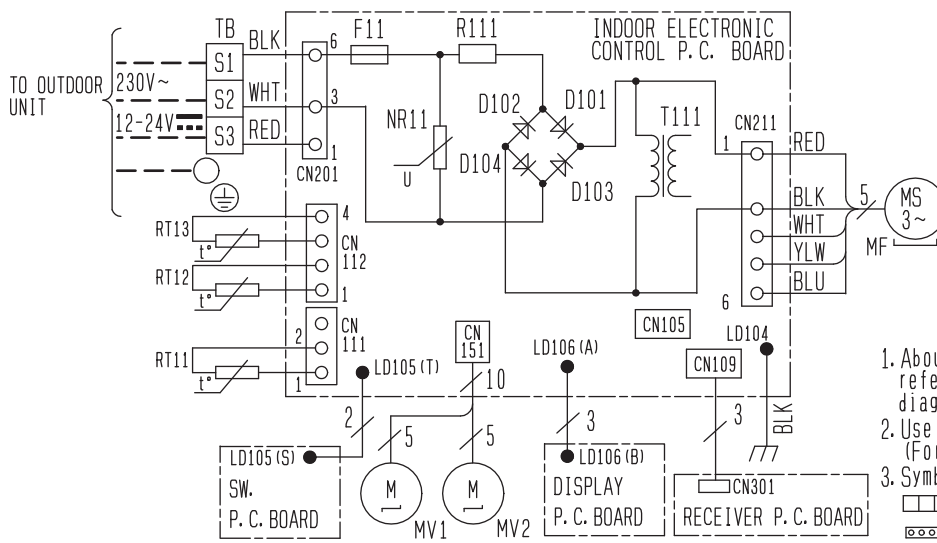 INDOOR ELECTRONIC
CONTROL P.C. BOARD
TO OUTDOOR
UNIT
TB
S1
S2
S3
230V~
12-24V
BLK
WHT
RED
6
3
1
CN201
F11
R111
NR11
U
D102
D101
D104
D103
T111
CN211
1
6
RED
BLK
WHT
YLW
BLU
5
MS
3~
MF
RT13
t°
RT12
t°
4
CN
112
1
RT11
t°
2
CN
111
1
LD105(T)
CN
151
10
LD106(A)
CN105
CN109
LD104
BLK
2
5
5
3
3
LD105(S)
SW.
P.C.BOARD
M
MV1
M
MV2
LD106(B)
DISPLAY
P.C.BOARD
CN301
RECEIVER P.C.BOARD
1. Abou
refe
diag
2. Use
(Fo
3. Symb